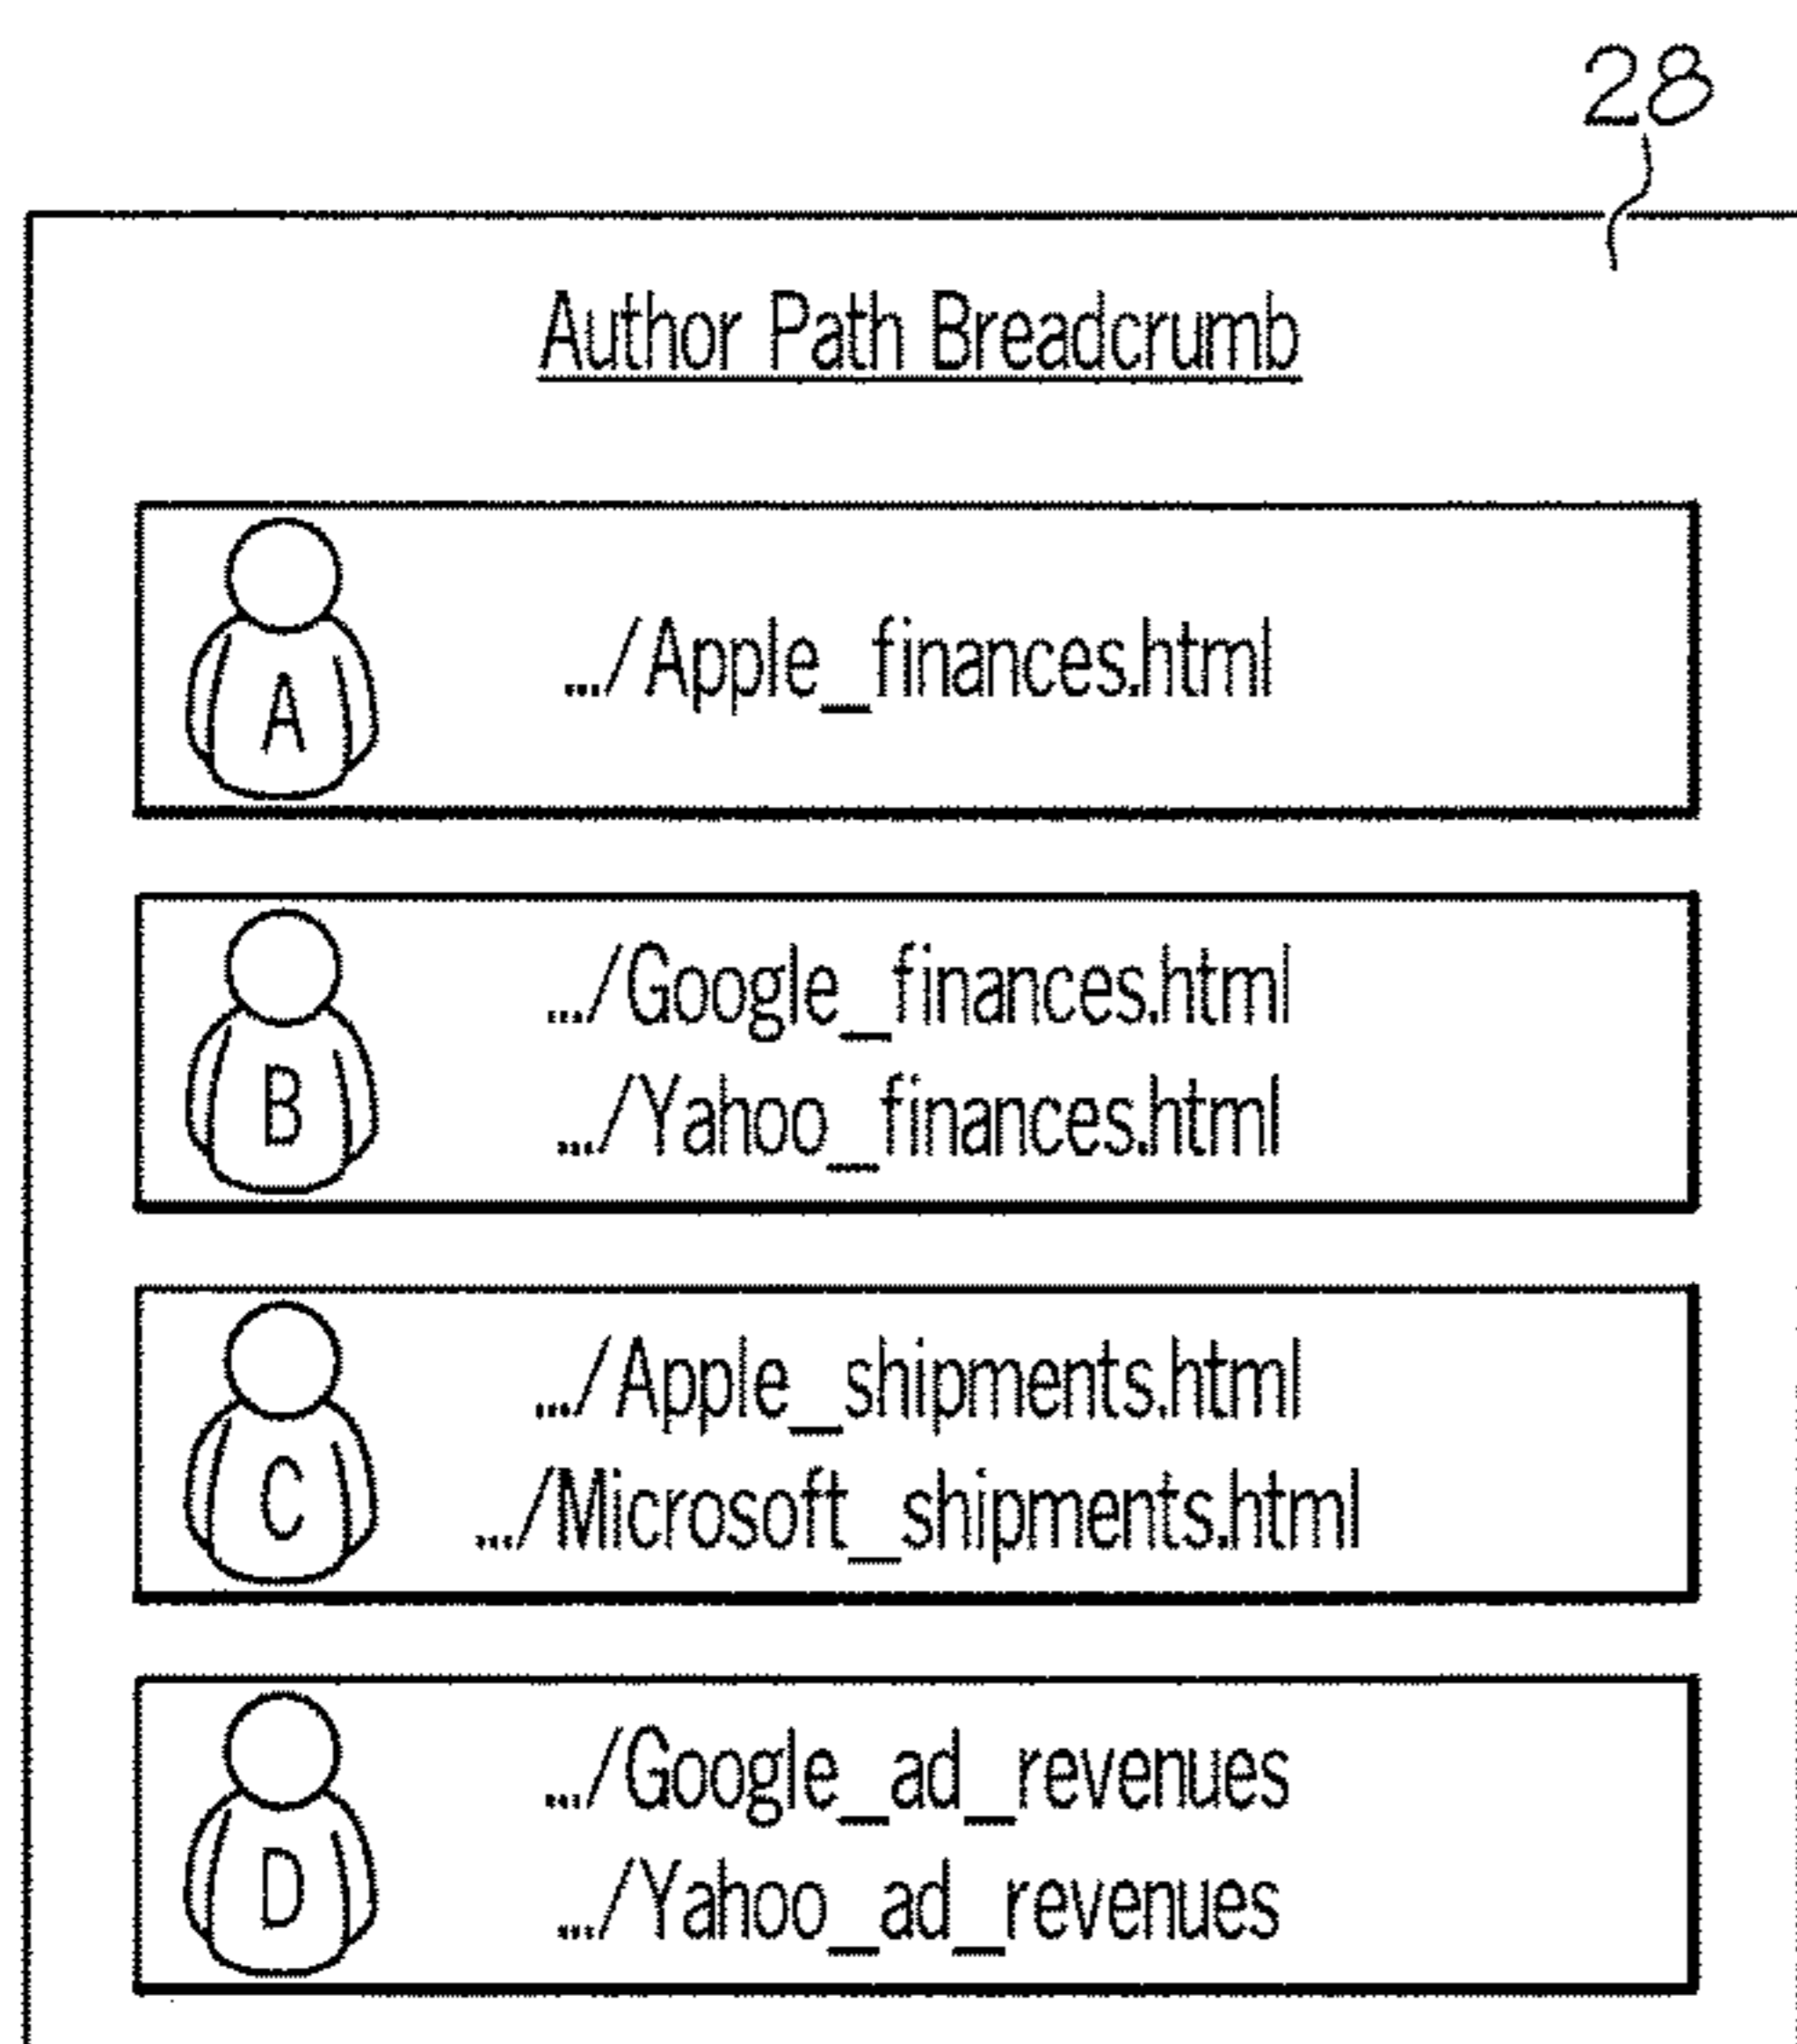 28
Author Path Breadcrumb
A
.../Apple_finances.html
B
.../Google_finances.html
.../Yahoo_finances.html
C
.../Apple_shipments.html
.../Microsoft_shipments.html
D
.../Google_ad_revenues
.../Yahoo_ad_revenues